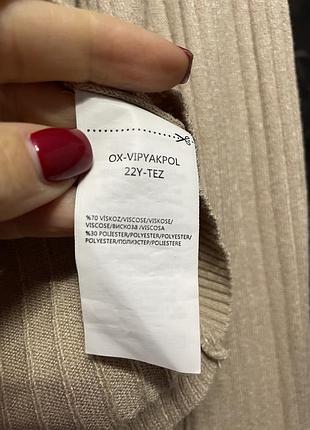 OX-VIPYAKPOL
22Y-TEZ
%70 VİSKOZ/VISCOSE/VISKOSE/
VISCOSE/ВИСКОЗА /VISCOSA
%30 POLİESTER/POLYESTER/POLYESTER/
POLYESTER/ПОЛИЭСТЕР/POLIESTERE